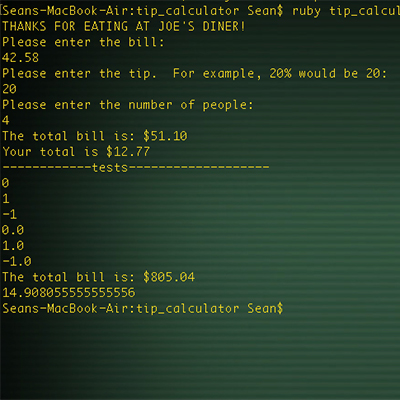 Seans-MacBook-Air:tip_calculator Sean$ ruby tip_calcul
THANKS FOR EATING AT JOE'S DINER!
Please enter the bill:
42.58
Please enter the tip.  For example, 20% would be 20:
20
Please enter the number of people:
4
The total bill is: $51.10
Your total is $12.77
------------tests-------------------
0
1
-1
0.0
1.0
-1.0
The total bill is: $805.04
14.908055555555556
Seans-MacBook-Air:tip_calculator Sean$